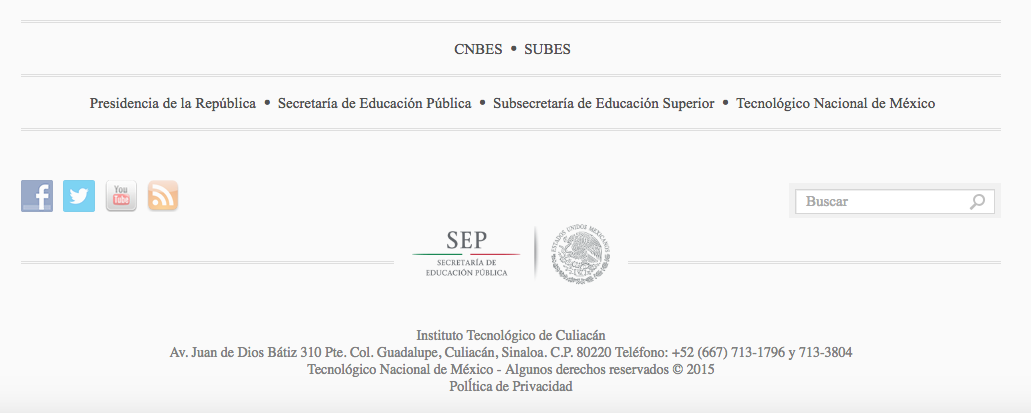 CNBES • SUBES
Presidencia de la República • Secretaría de Educación Pública • Subsecretaría de Educación Superior • Tecnológico Nacional de México
f
You
Tube
Buscar
SEP
SECRETARÍA DE
EDUCACIÓN PÚBLICA
ESTADOS UNIDOS MEXICANOS
Instituto Tecnológico de Culiacán
Av. Juan de Dios Bátiz 310 Pte. Col. Guadalupe, Culiacán, Sinaloa. C.P. 80220 Teléfono: +52 (667) 713-1796 y 713-3804
Tecnológico Nacional de México - Algunos derechos reservados © 2015
PolÍtica de Privacidad